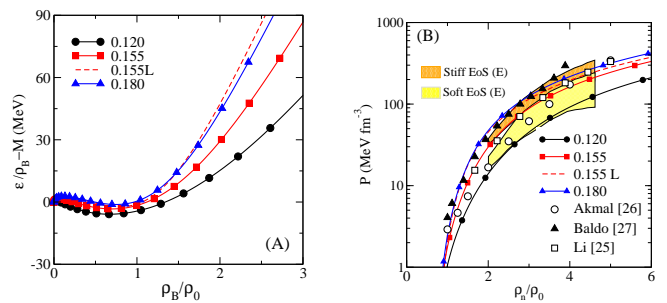 90
60
30
0
-30
ε/ρB–M (MeV)
0.120
0.155
0.155L
0.180
(A)
0 1 2 3
ρB/ρ0
(B)
1000
100
10
1
P (MeV fm-3)
Stiff EoS (E)
Soft EoS (E)
0.120
0.155
0.155 L
0.180
Akmal [26]
Baldo [27]
Li [25]
0 2 4 6
ρB/ρ0